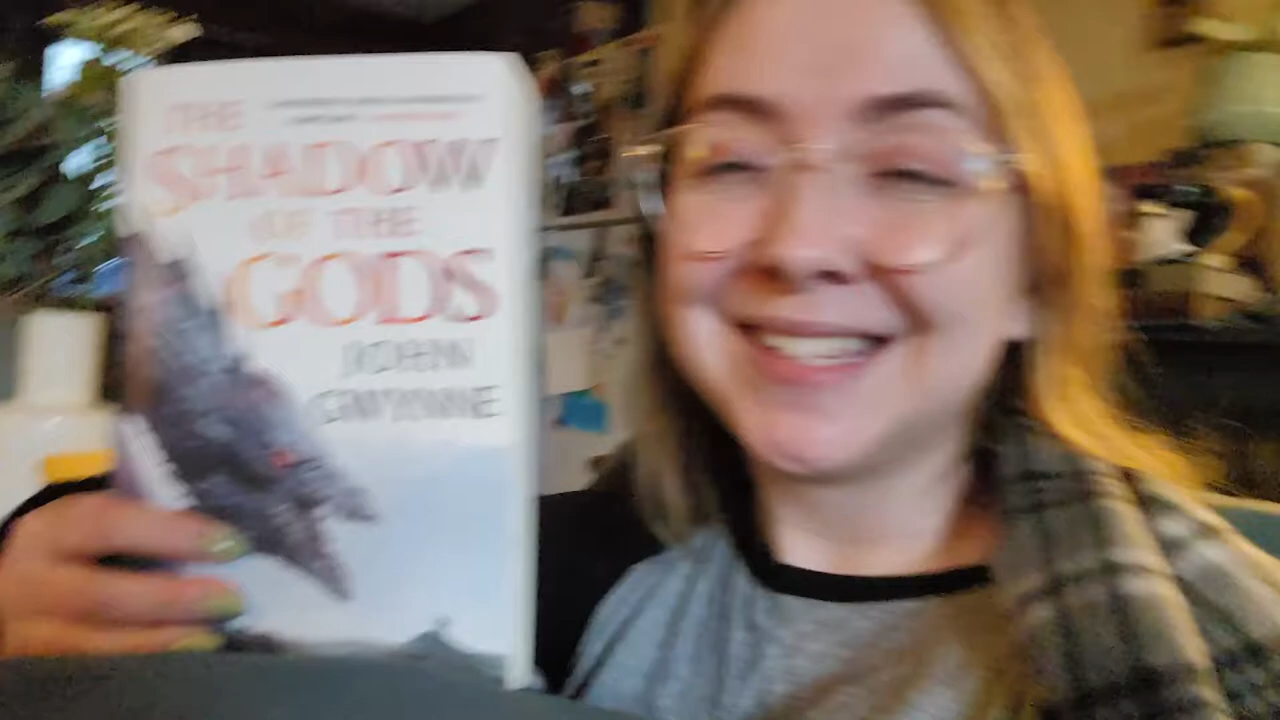 THE
SHADOW
OF THE
GODS
JOHN
GWYNNE